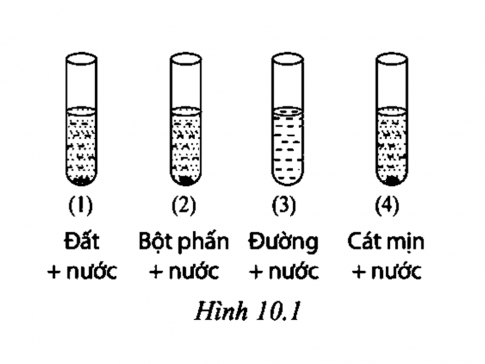 (1) (2) (3) (4)
Đất Bột phấn Đường Cát mịn
+ nước + nước + nước + nước
Hình 10.1